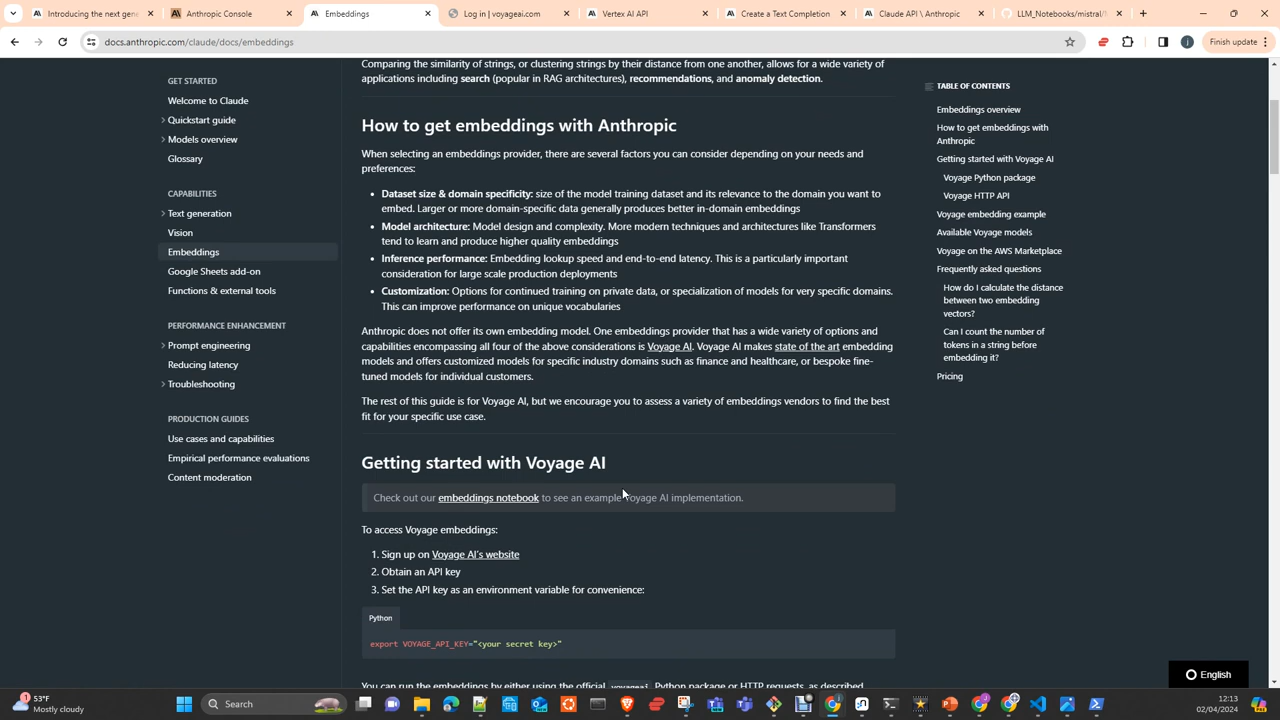 Introducing the next gene
Anthropic Console
Embeddings
Log in | voyageai.com
Vertex AI API
Create a Text Completion
Claude API \ Anthropic
LLM_Notebooks/mistral/
docs.anthropic.com/claude/docs/embeddings
Finish update
GET STARTED
Welcome to Claude
Quickstart guide
Models overview
Glossary
CAPABILITIES
Text generation
Vision
Embeddings
Google Sheets add-on
Functions & external tools
PERFORMANCE ENHANCEMENT
Prompt engineering
Reducing latency
Troubleshooting
PRODUCTION GUIDES
Use cases and capabilities
Empirical performance evaluations
Content moderation
Comparing the similarity of strings, or clustering strings by their distance from one another, allows for a wide variety of
applications including search (popular in RAG architectures), recommendations, and anomaly detection.
How to get embeddings with Anthropic
When selecting an embeddings provider, there are several factors you can consider depending on your needs and
preferences:
• Dataset size & domain specificity: size of the model training dataset and its relevance to the domain you want to
embed. Larger or more domain-specific data generally produces better in-domain embeddings
• Model architecture: Model design and complexity. More modern techniques and architectures like Transformers
tend to learn and produce higher quality embeddings
• Inference performance: Embedding lookup speed and end-to-end latency. This is a particularly important
consideration for large scale production deployments
• Customization: Options for continued training on private data, or specialization of models for very specific domains.
This can improve performance on unique vocabularies
Anthropic does not offer its own embedding model. One embeddings provider that has a wide variety of options and
capabilities encompassing all four of the above considerations is Voyage AI. Voyage AI makes state of the art embedding
models and offers customized models for specific industry domains such as finance and healthcare, or bespoke fine-
tuned models for individual customers.
The rest of this guide is for Voyage AI, but we encourage you to assess a variety of embeddings vendors to find the best
fit for your specific use case.
Getting started with Voyage AI
Check out our embeddings notebook to see an example Voyage AI implementation.
To access Voyage embeddings:
1. Sign up on Voyage AI's website
2. Obtain an API key
3. Set the API key as an environment variable for convenience:
Python
export VOYAGE_API_KEY="<your secret key>"
You can run the embeddings by either using the official voyageai Python package or HTTP requests, as described
TABLE OF CONTENTS
Embeddings overview
How to get embeddings with
Anthropic
Getting started with Voyage AI
Voyage Python package
Voyage HTTP API
Voyage embedding example
Available Voyage models
Voyage on the AWS Marketplace
Frequently asked questions
How do I calculate the distance
between two embedding
vectors?
Can I count the number of
tokens in a string before
embedding it?
Pricing
English
1
53°F
Mostly cloudy
Search
12:13
02/04/2024